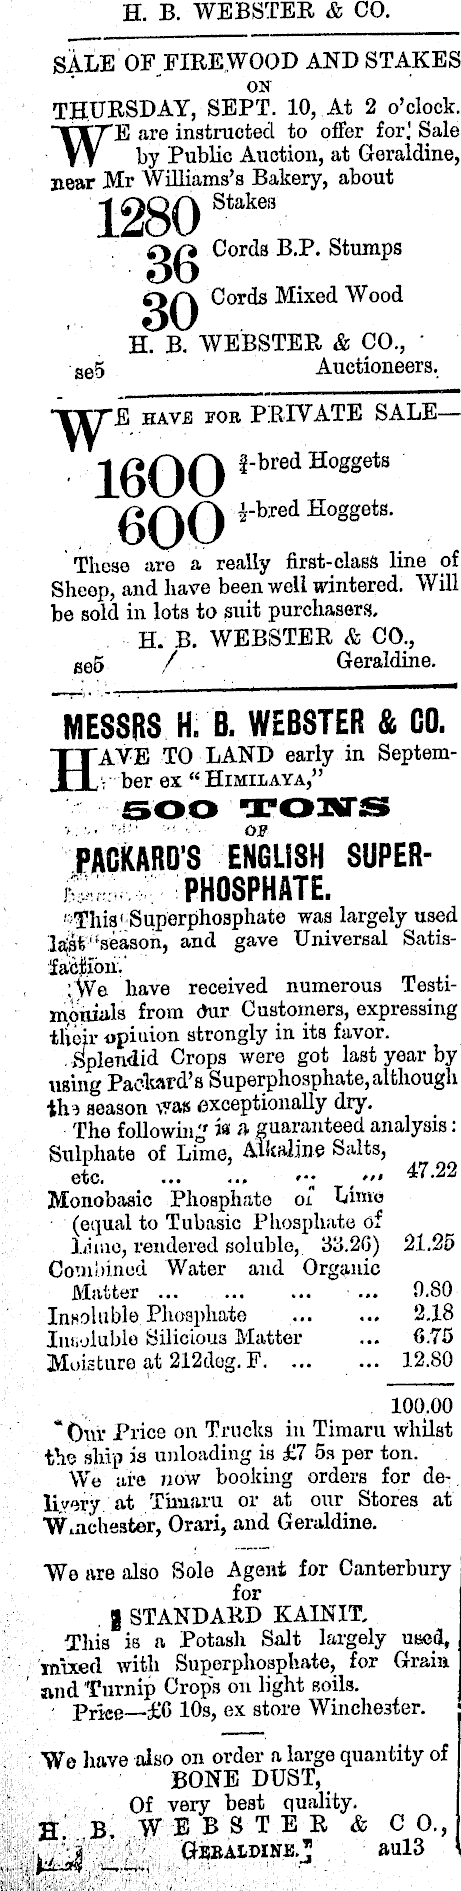 H. B. WEBSTER & CO.
SALE OF FIREWOOD AND STAKES
ON
THURSDAY, SEPT. 10, At 2 o'clock.
WE are instructed to offer for Sale
by Public Auction, at Geraldine,
near Mr Williams's Bakery, about
1280 Stakes
36 Cords B.P. Stumps
30 Cords Mixed Wood
H. B. WEBSTER & CO.,
se5 Auctioneers.
WE HAVE FOR PRIVATE SALE—
1600 ¾-bred Hoggets
600 ½-bred Hoggets.
These are a really first-class line of
Sheep, and have been well wintered. Will
be sold in lots to suit purchasers.
H. B. WEBSTER & CO.,
se5 Geraldine.
MESSRS H. B. WEBSTER & CO.
HAVE TO LAND early in Septem-
ber ex "HIMILAYA,"
500 TONS
OF
PACKARD'S ENGLISH SUPER-
PHOSPHATE.
This Superphosphate was largely used
last season, and gave Universal Satis-
faction.
We have received numerous Testi-
monials from our Customers, expressing
their opinion strongly in its favor.
Splendid Crops were got last year by
using Packard's Superphosphate, although
the season was exceptionally dry.
The following is a guaranteed analysis:
Sulphate of Lime, Alkaline Salts,
etc. ... ... ... ... 47.22
Monobasic Phosphate of Lime
(equal to Tubasic Phosphate of
Lime, rendered soluble, 33.26) 21.25
Combined Water and Organic
Matter ... ... ... ... 9.80
Insoluble Phosphate ... ... 2.18
Insoluble Silicious Matter ... 6.75
Moisture at 212deg. F. ... ... 12.80
100.00
Our Price on Trucks in Timaru whilst
the ship is unloading is £7 5s per ton.
We are now booking orders for de-
livery at Timaru or at our Stores at
Winchester, Orari, and Geraldine.
We are also Sole Agent for Canterbury
for
STANDARD KAINIT.
This is a Potash Salt largely used,
mixed with Superphosphate, for Grain
and Turnip Crops on light soils.
Price—£6 10s, ex store Winchester.
We have also on order a large quantity of
BONE DUST,
Of very best quality.
H. B. WEBSTER & CO.,
GERALDINE. au13